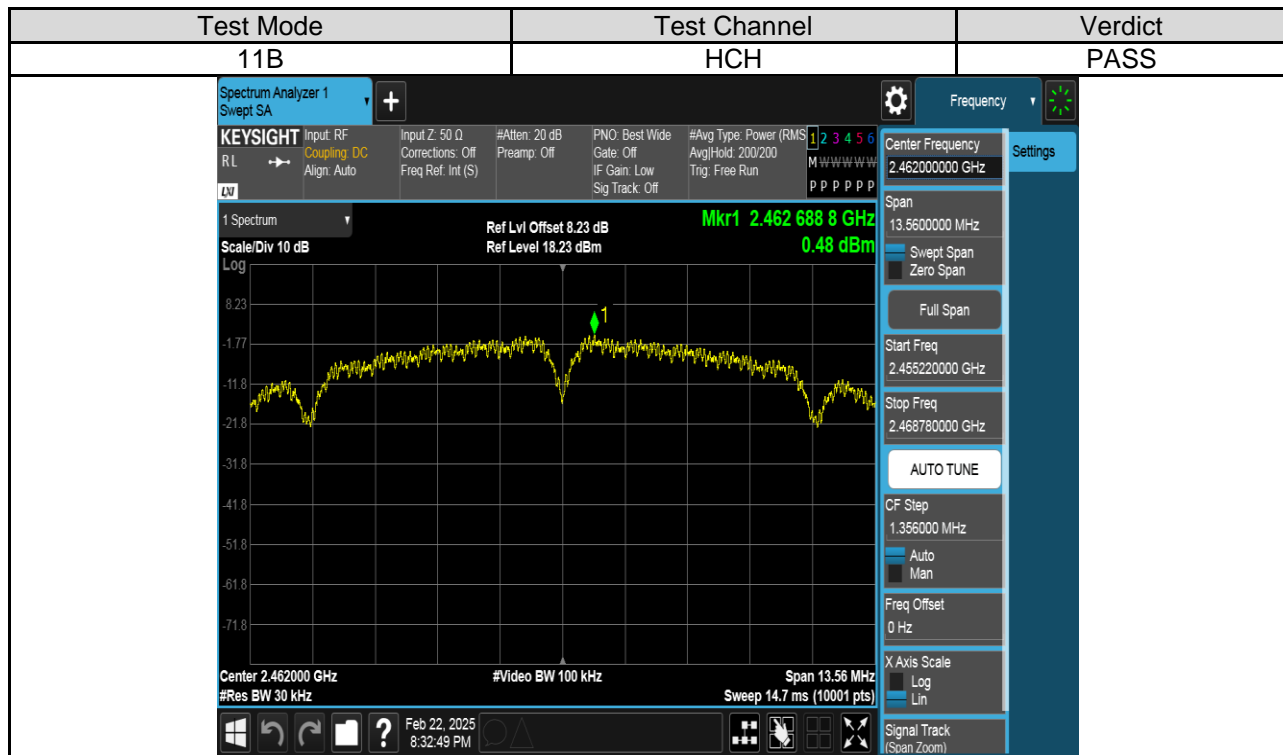 Test Mode Test Channel Verdict
11B HCH PASS
Spectrum Analyzer 1
Swept SA
+
Frequency
KEYSIGHT Input: RF Input Z: 50 Ω #Atten: 20 dB PNO: Best Wide #Avg Type: Power (RMS 1 2 3 4 5 6
RL Coupling: DC Corrections: Off Preamp: Off Gate: Off Avg|Hold: 200/200 M W W W W W
Align: Auto Freq Ref: Int (S) IF Gain: Low Trig: Free Run
LXI Sig Track: Off P P P P P P
1 Spectrum
Ref Lvl Offset 8.23 dB Mkr1 2.462 688 8 GHz
Scale/Div 10 dB Ref Level 18.23 dBm 0.48 dBm
Log
8.23
1
-1.77
-11.8
-21.8
-31.8
-41.8
-51.8
-61.8
-71.8
Center 2.462000 GHz #Video BW 100 kHz Span 13.56 MHz
#Res BW 30 kHz Sweep 14.7 ms (10001 pts)
?
Feb 22, 2025
8:32:49 PM
Center Frequency
2.462000000 GHz
Settings
Span
13.5600000 MHz
Swept Span
Zero Span
Full Span
Start Freq
2.455220000 GHz
Stop Freq
2.468780000 GHz
AUTO TUNE
CF Step
1.356000 MHz
Auto
Man
Freq Offset
0 Hz
X Axis Scale
Log
Lin
Signal Track
(Span Zoom)